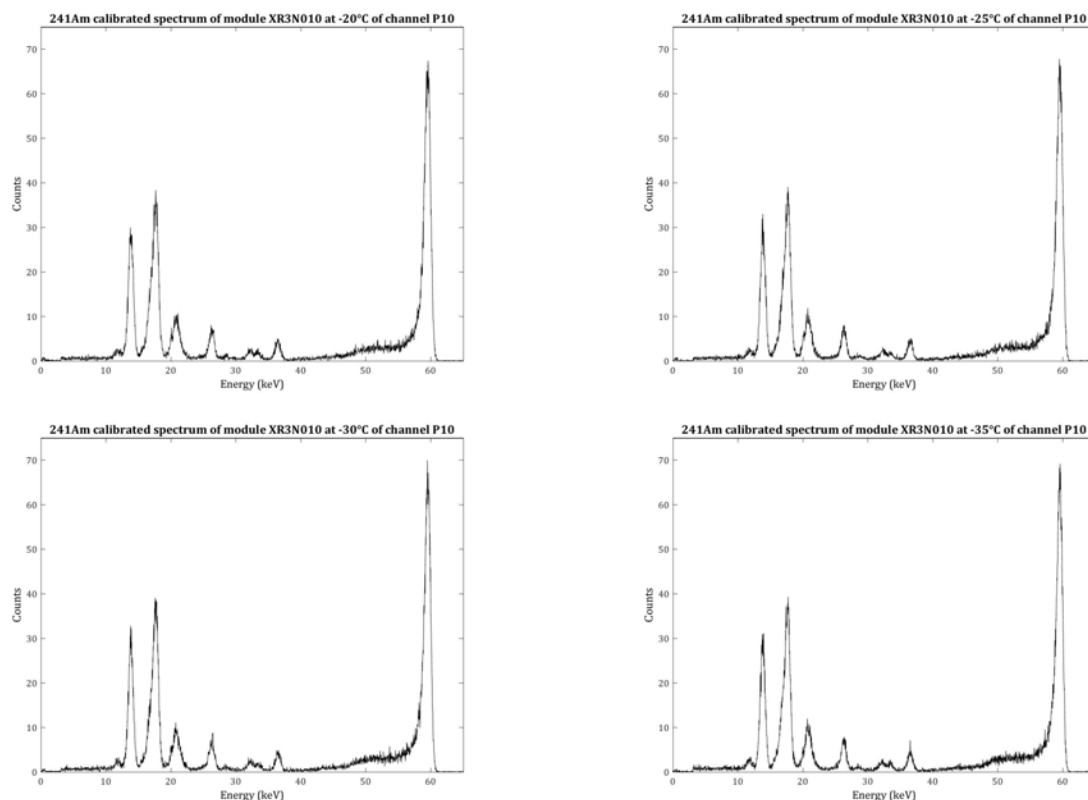 241Am calibrated spectrum of module XR3N010 at -20°C of channel P10
70
60
50
40
30
20
10
0
Counts
0 10 20 30 40 50 60
Energy (keV)
241Am calibrated spectrum of module XR3N010 at -25°C of channel P10
70
60
50
40
30
20
10
0
Counts
0 10 20 30 40 50 60
Energy (keV)
241Am calibrated spectrum of module XR3N010 at -30°C of channel P10
70
60
50
40
30
20
10
0
Counts
0 10 20 30 40 50 60
Energy (keV)
241Am calibrated spectrum of module XR3N010 at -35°C of channel P10
70
60
50
40
30
20
10
0
Counts
0 10 20 30 40 50 60
Energy (keV)